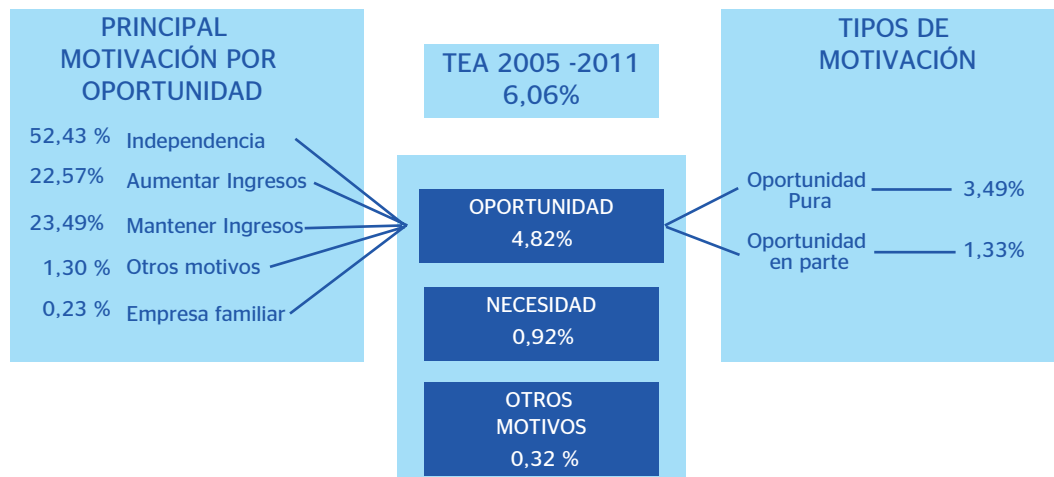 PRINCIPAL
MOTIVACIÓN POR
OPORTUNIDAD
52,43 % Independencia
22,57% Aumentar Ingresos
23,49% Mantener Ingresos
1,30 % Otros motivos
0,23 % Empresa familiar
TEA 2005 -2011
6,06%
OPORTUNIDAD
4,82%
NECESIDAD
0,92%
OTROS
MOTIVOS
0,32 %
TIPOS DE
MOTIVACIÓN
Oportunidad
Pura
3,49%
Oportunidad
en parte
1,33%